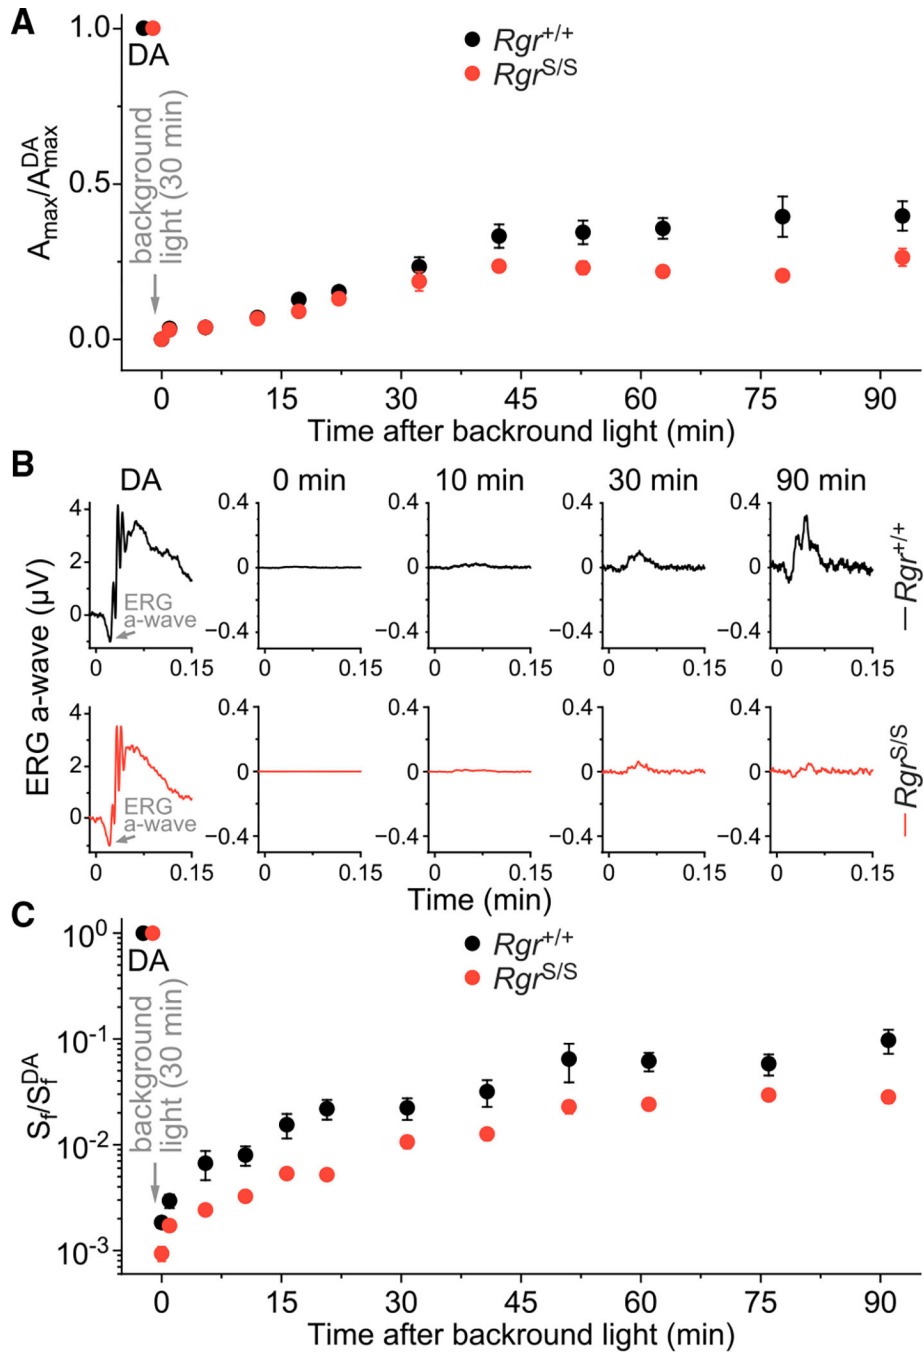 A
1.0
DA
Rgr+/+
RgrS/S
background
light (30 min)
Amax/AmaxDA
0.5
0.0
0 15 30 45 60 75 90
Time after backround light (min)
B
DA 0 min 10 min 30 min 90 min
ERG a-wave (µV)
4 0.4 0.4 0.4 0.4
2
0 0 0 0 0
ERG
a-wave
−0.4 −0.4 −0.4 −0.4
0 0.15 0 0.15 0 0.15 0 0.15 0 0.15
Rgr+/+
4 0.4 0.4 0.4 0.4
2
0 0 0 0 0
ERG
a-wave
−0.4 −0.4 −0.4 −0.4
0 0.15 0 0.15 0 0.15 0 0.15 0 0.15
RgrS/S
Time (min)
C
100
DA
Rgr+/+
RgrS/S
background
light (30 min)
Sf/SfDA
10-1
10-2
10-3
0 15 30 45 60 75 90
Time after backround light (min)